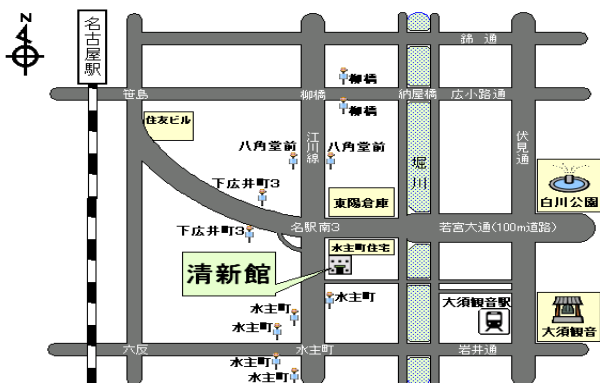 N
名古屋駅
錦通
柳橋
笹島
柳橋
納屋橋
広小路通
柳橋
住友ビル
江川線
伏見通
八角堂前
八角堂前
堀川
下広井町3
東陽倉庫
白川公園
名駅南3
若宮大通(100m道路)
下広井町3
水主町住宅
清新館
水主町
大須観音駅
水主町
水主町
大須観音
六反
水主町
岩井通
水主町
水主町